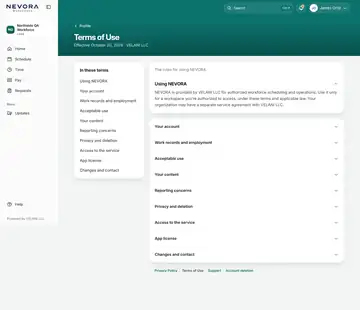 NEVORA
Search
James Ortiz
Northside QA
Workforce
Home
Schedule
Time
Pay
Requests
Updates
Help
Powered by VELANI LLC
Profile
Terms of Use
Effective October 20, 2026 · VELANI LLC
In these terms
Using NEVORA
Your account
Work records and employment
Acceptable use
Your content
Reporting concerns
Privacy and deletion
Access to the service
App license
Changes and contact
The rules for using NEVORA
Using NEVORA
NEVORA is provided by VELANI LLC for authorized workforce scheduling and operations. Use it
only for a workplace you're authorized to access, under these terms and applicable law. Your
organization may have a separate service agreement with VELANI LLC.
Your account
Work records and employment
Acceptable use
Your content
Reporting concerns
Privacy and deletion
Access to the service
App license
Changes and contact
Privacy Policy
Terms of Use
Support
Account deletion